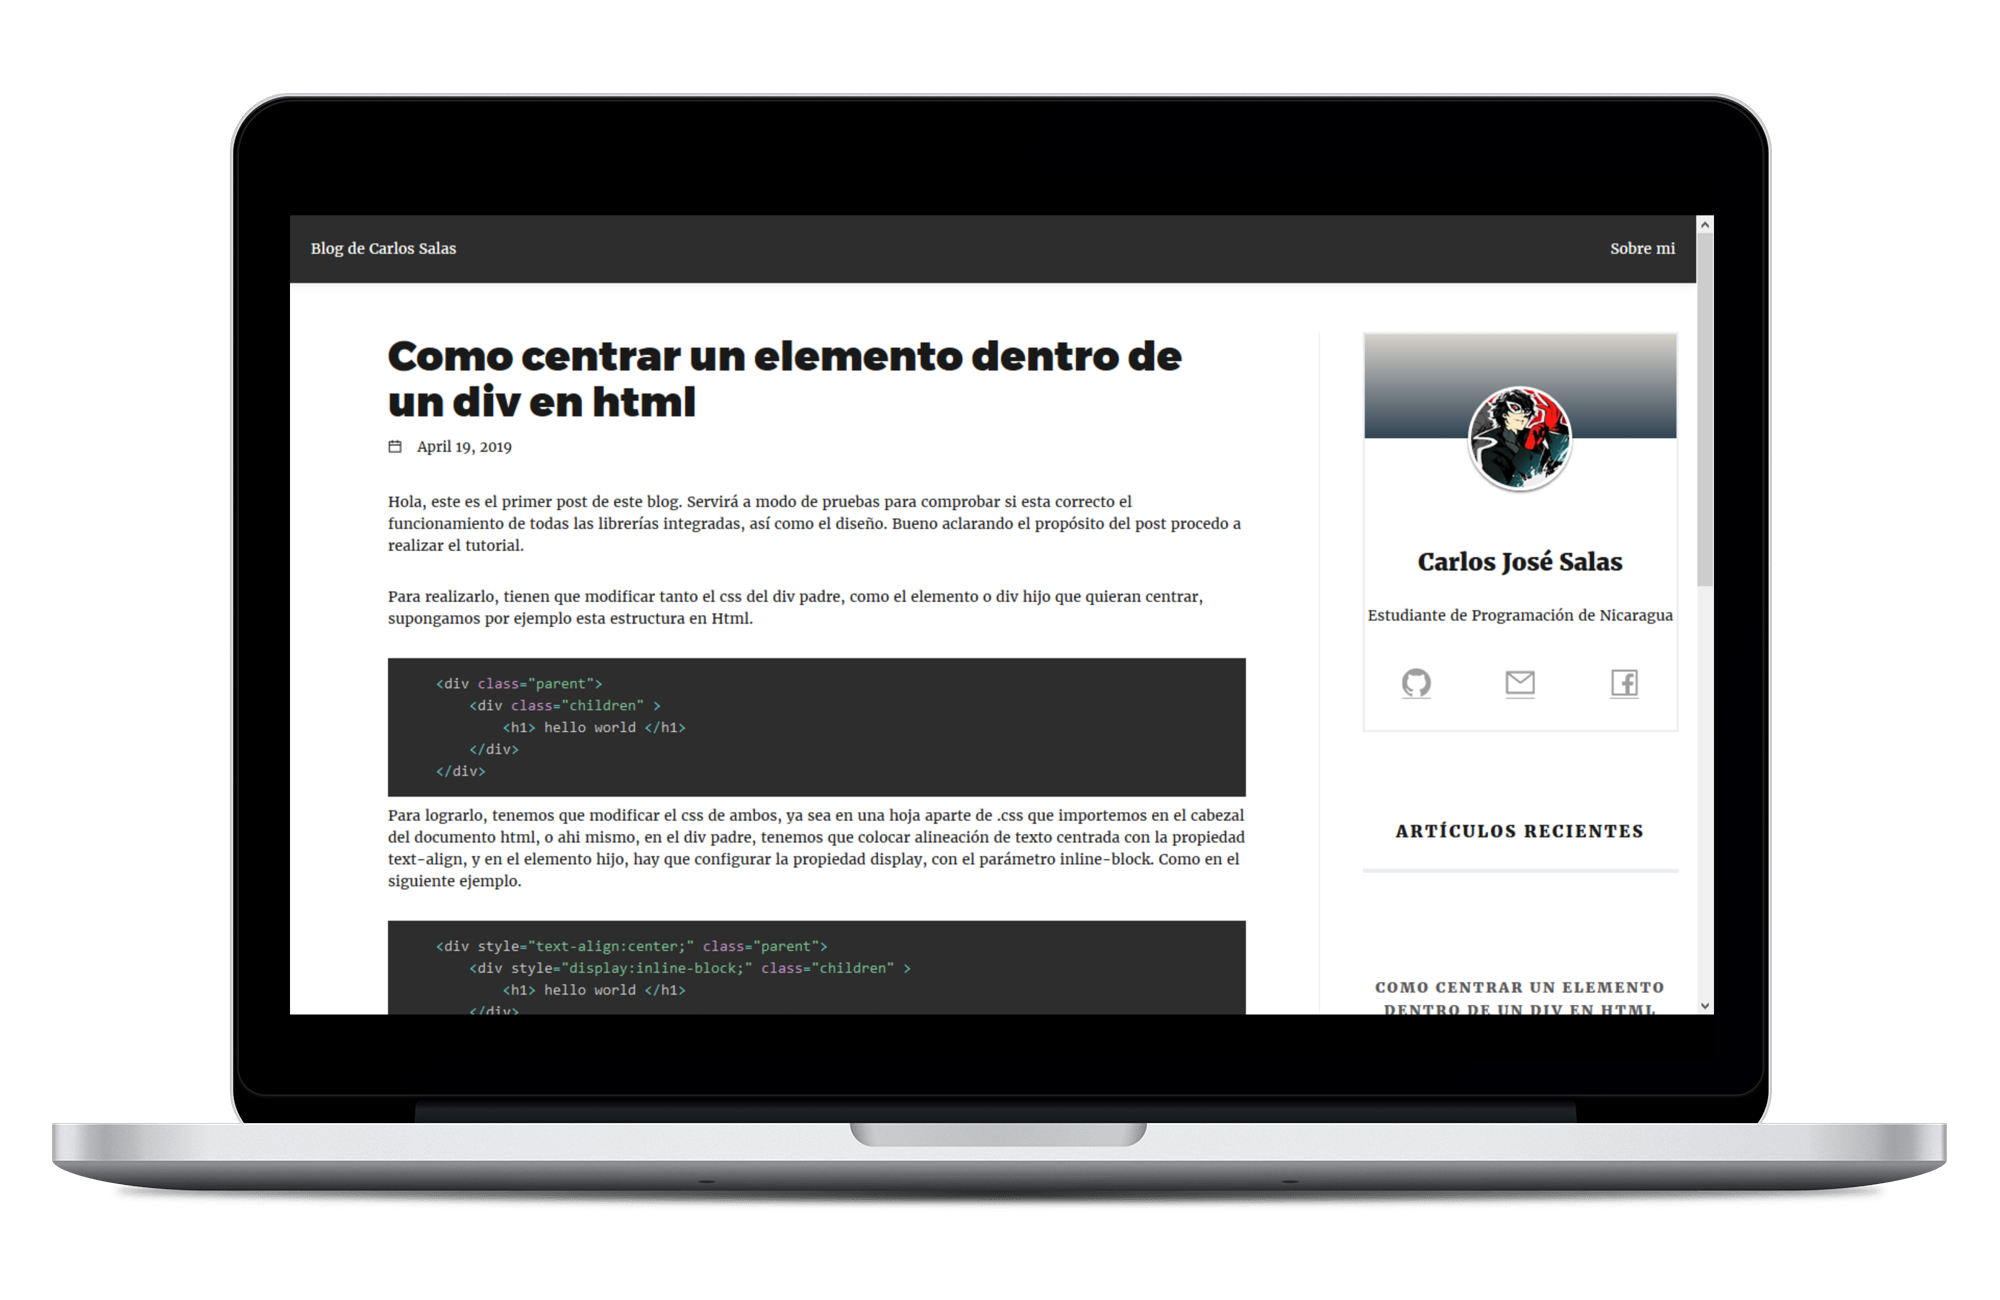 Blog de Carlos Salas
Sobre mi
Como centrar un elemento dentro de
un div en html
April 19, 2019
Hola, este es el primer post de este blog. Servirá a modo de pruebas para comprobar si esta correcto el
funcionamiento de todas las librerías integradas, así como el diseño. Bueno aclarando el propósito del post procedo a
realizar el tutorial.
Para realizarlo, tienen que modificar tanto el css del div padre, como el elemento o div hijo que quieran centrar,
supongamos por ejemplo esta estructura en Html.
<div class="parent">
<div class="children" >
<h1> hello world </h1>
</div>
</div>
Para lograrlo, tenemos que modificar el css de ambos, ya sea en una hoja aparte de .css que importemos en el cabezal
del documento html, o ahi mismo, en el div padre, tenemos que colocar alineación de texto centrada con la propiedad
text-align, y en el elemento hijo, hay que configurar la propiedad display, con el parámetro inline-block. Como en el
siguiente ejemplo.
<div style="text-align:center;" class="parent">
<div style="display:inline-block;" class="children" >
<h1> hello world </h1>
</div>
Carlos José Salas
Estudiante de Programación de Nicaragua
ARTÍCULOS RECIENTES
COMO CENTRAR UN ELEMENTO
DENTRO DE UN DIV EN HTML